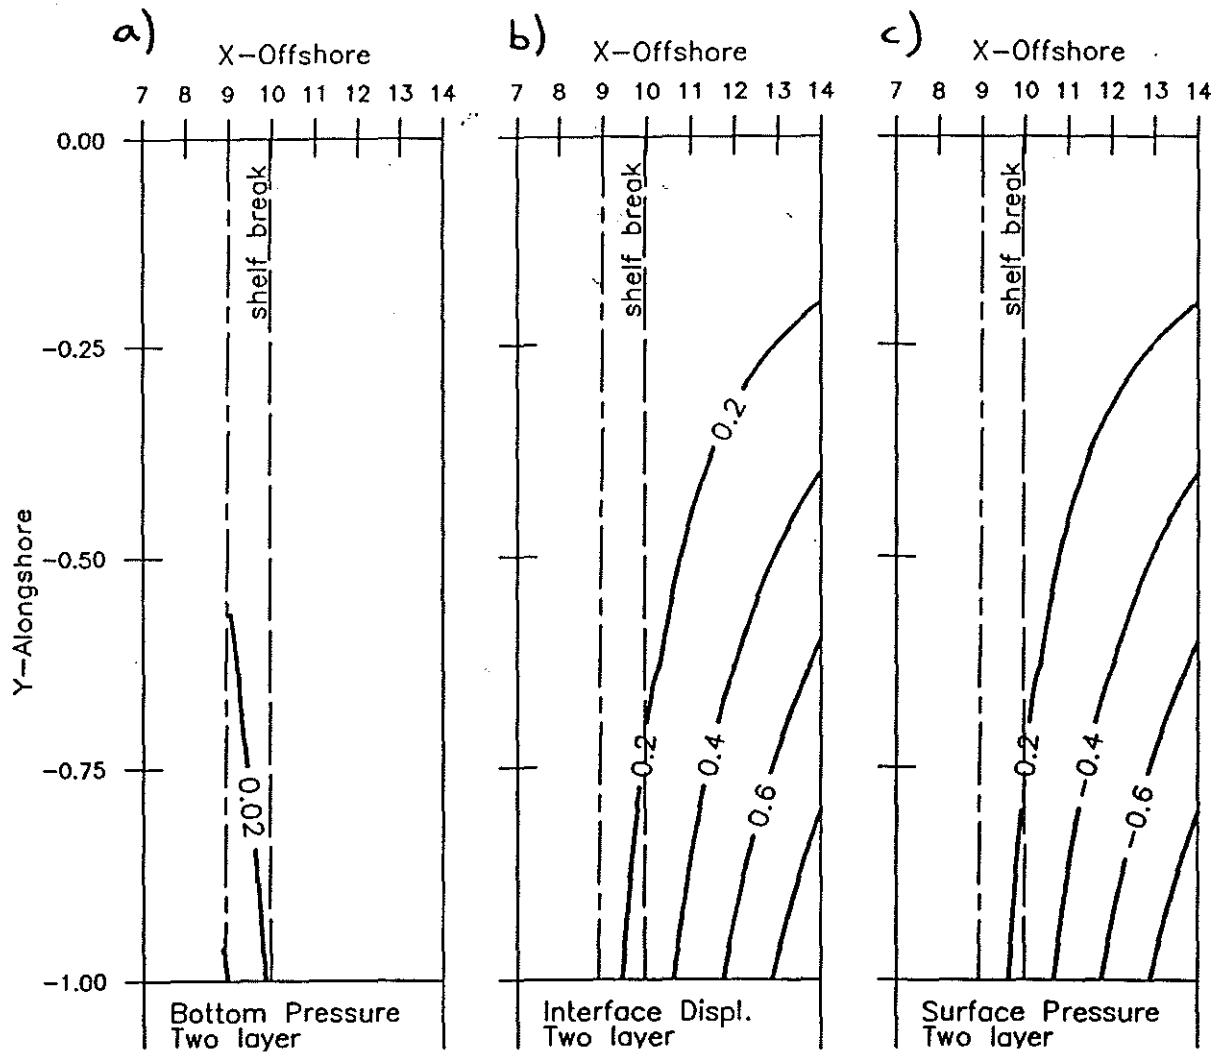 a)
X-Offshore
7 8 9 10 11 12 13 14
0.00
-0.25
-0.50
-0.75
-1.00
Y-Alongshore
shelf break
0.02
Bottom Pressure
Two layer
b)
X-Offshore
7 8 9 10 11 12 13 14
shelf break
0.2
0.2
0.4
0.6
Interface Displ.
Two layer
c)
X-Offshore
7 8 9 10 11 12 13 14
shelf break
0.2
-0.4
-0.6
Surface Pressure
Two layer